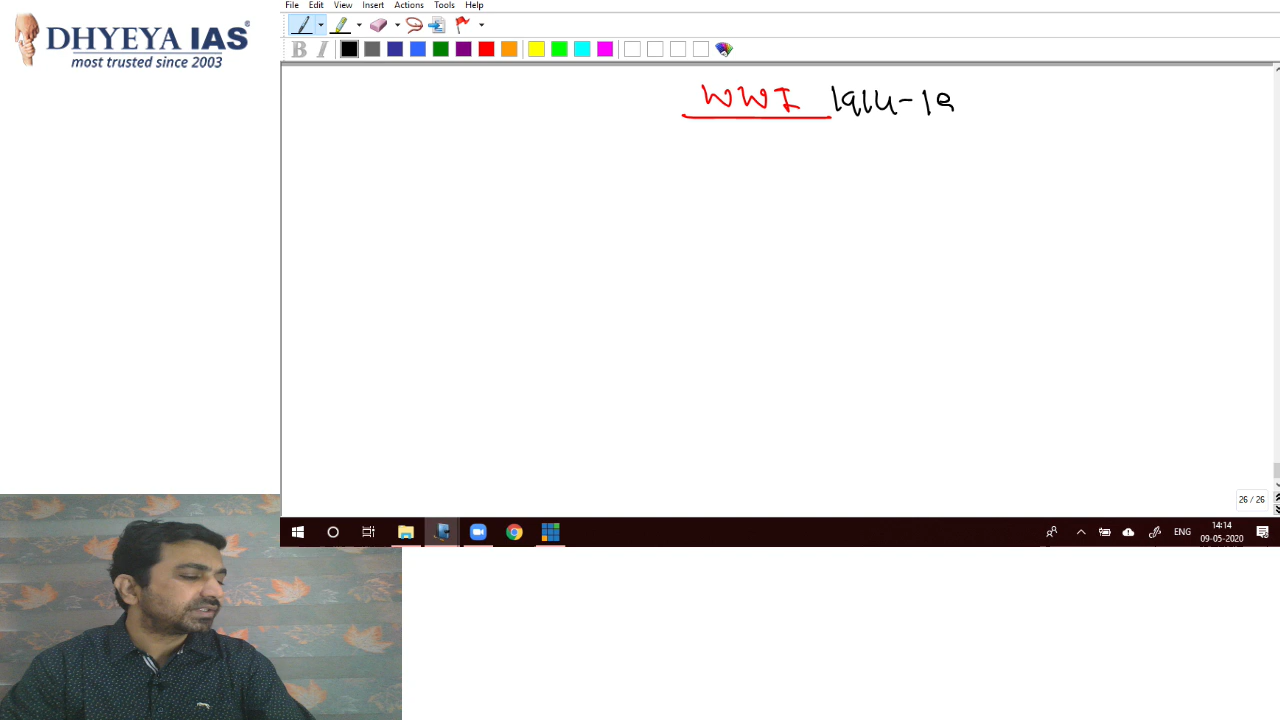 DHYEYA IAS®
most trusted since 2003
File Edit View Insert Actions Tools Help
B I
WWI 1914-18
26 / 26
ENG
14:14
09-05-2020